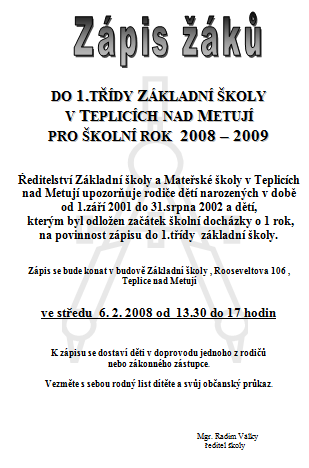 Zápis žáků
DO 1.TŘÍDY ZÁKLADNÍ ŠKOLY
V TEPLICÍCH NAD METUJÍ
PRO ŠKOLNÍ ROK 2008 – 2009
Ředitelství Základní školy a Mateřské školy v Teplicích
nad Metují upozorňuje rodiče dětí narozených v době
od 1.září 2001 do 31.srpna 2002 a dětí,
kterým byl odložen začátek školní docházky o 1 rok,
na povinnost zápisu do 1.třídy základní školy.
Zápis se bude konat v budově Základní školy , Rooseveltova 106 ,
Teplice nad Metují
ve středu 6. 2. 2008 od 13.30 do 17 hodin
K zápisu se dostaví děti v doprovodu jednoho z rodičů
nebo zákonného zástupce.
Vezměte s sebou rodný list dítěte a svůj občanský průkaz.
Mgr. Radim Války
ředitel školy